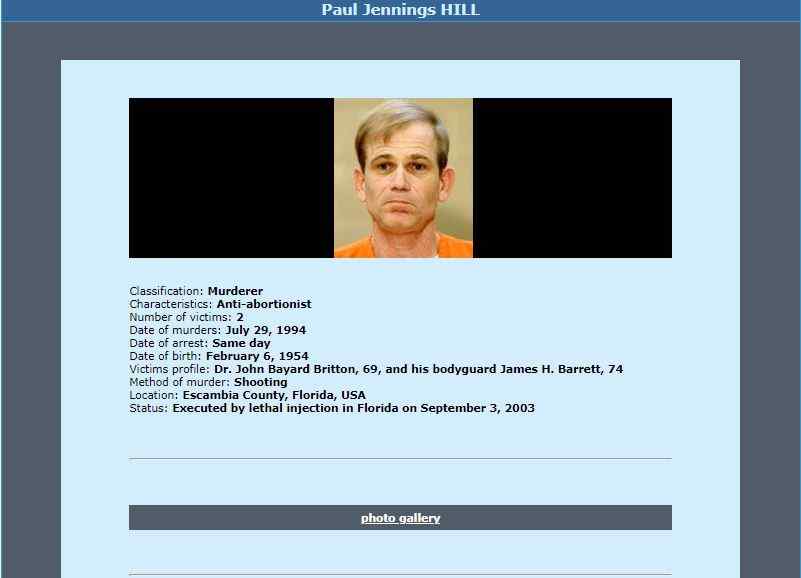 Paul Jennings HILL
Classification: Murderer
Characteristics: Anti-abortionist
Number of victims: 2
Date of murders: July 29, 1994
Date of arrest: Same day
Date of birth: February 6, 1954
Victims profile: Dr. John Bayard Britton, 69, and his bodyguard James H. Barrett, 74
Method of murder: Shooting
Location: Escambia County, Florida, USA
Status: Executed by lethal injection in Florida on September 3, 2003
photo gallery